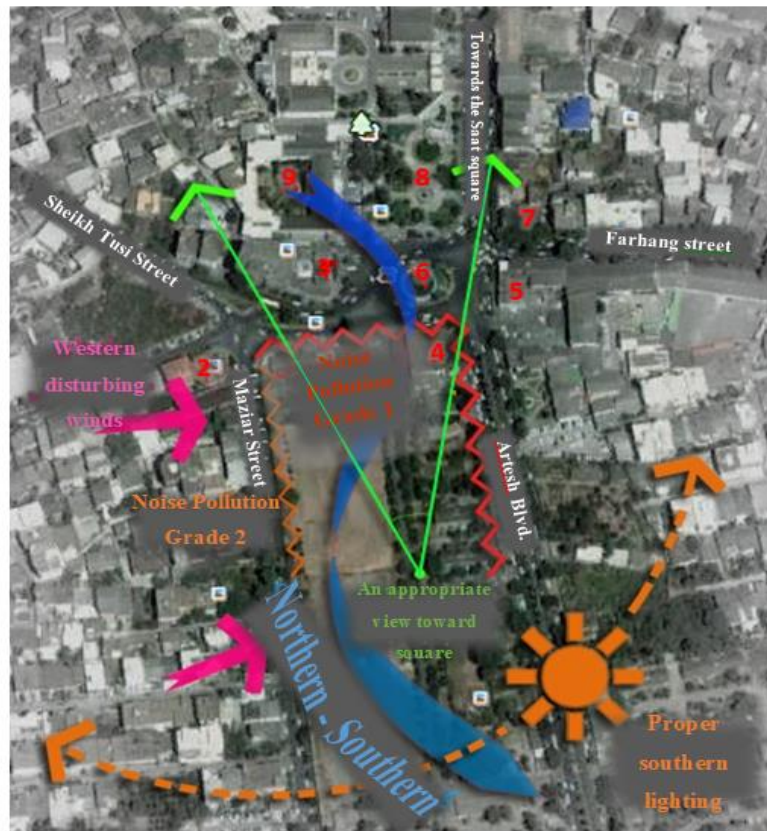 Towards the Saat square
9
8
7
Sheikh Tusi Street
Farhang street
6
5
Western
disturbing
winds
2
4
Noise
Pollution
Grade 1
Maziar Street
Artesh Blvd.
Noise Pollution
Grade 2
An appropriate
view toward
square
Northern - Southern
Proper
southern
lighting